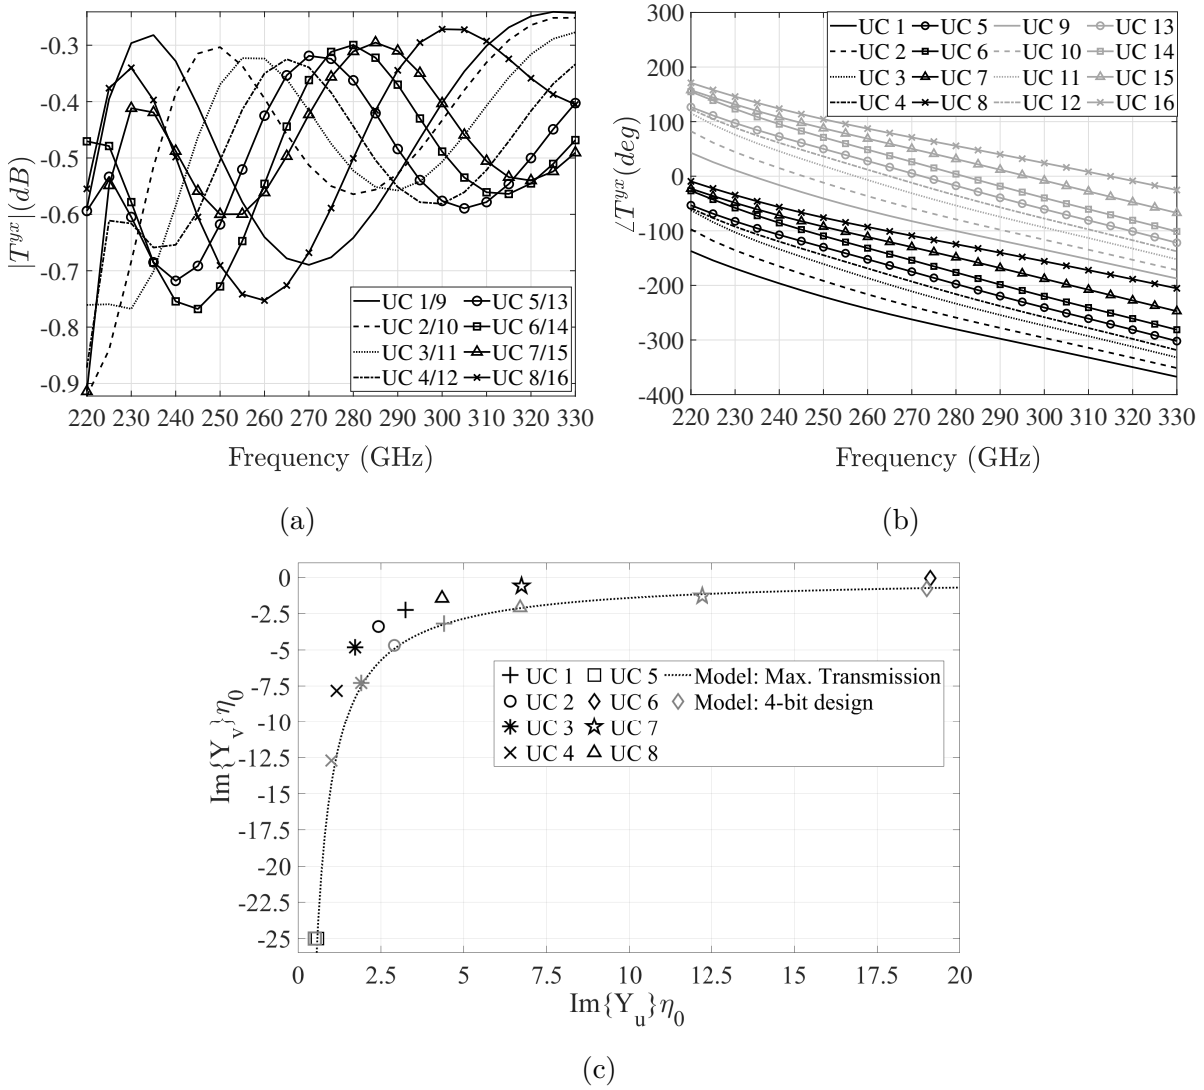 -0.3
-0.4
-0.5
-0.6
-0.7
-0.8
-0.9
|T^{yx}|(dB)
220 230 240 250 260 270 280 290 300 310 320 330
Frequency (GHz)
UC 1/9 UC 5/13
UC 2/10 UC 6/14
UC 3/11 UC 7/15
UC 4/12 UC 8/16
(a)
300
200
100
0
-100
-200
-300
-400
∠T^{yx}(deg)
220 230 240 250 260 270 280 290 300 310 320 330
Frequency (GHz)
UC 1 UC 5 UC 9 UC 13
UC 2 UC 6 UC 10 UC 14
UC 3 UC 7 UC 11 UC 15
UC 4 UC 8 UC 12 UC 16
(b)
0
-2.5
-5
-7.5
-10
-12.5
-15
-17.5
-20
-22.5
-25
Im{Y_v}η_0
UC 1 UC 5 Model: Max. Transmission
UC 2 UC 6 Model: 4-bit design
UC 3 UC 7
UC 4 UC 8
0 2.5 5 7.5 10 12.5 15 17.5 20
Im{Y_u}η_0
(c)